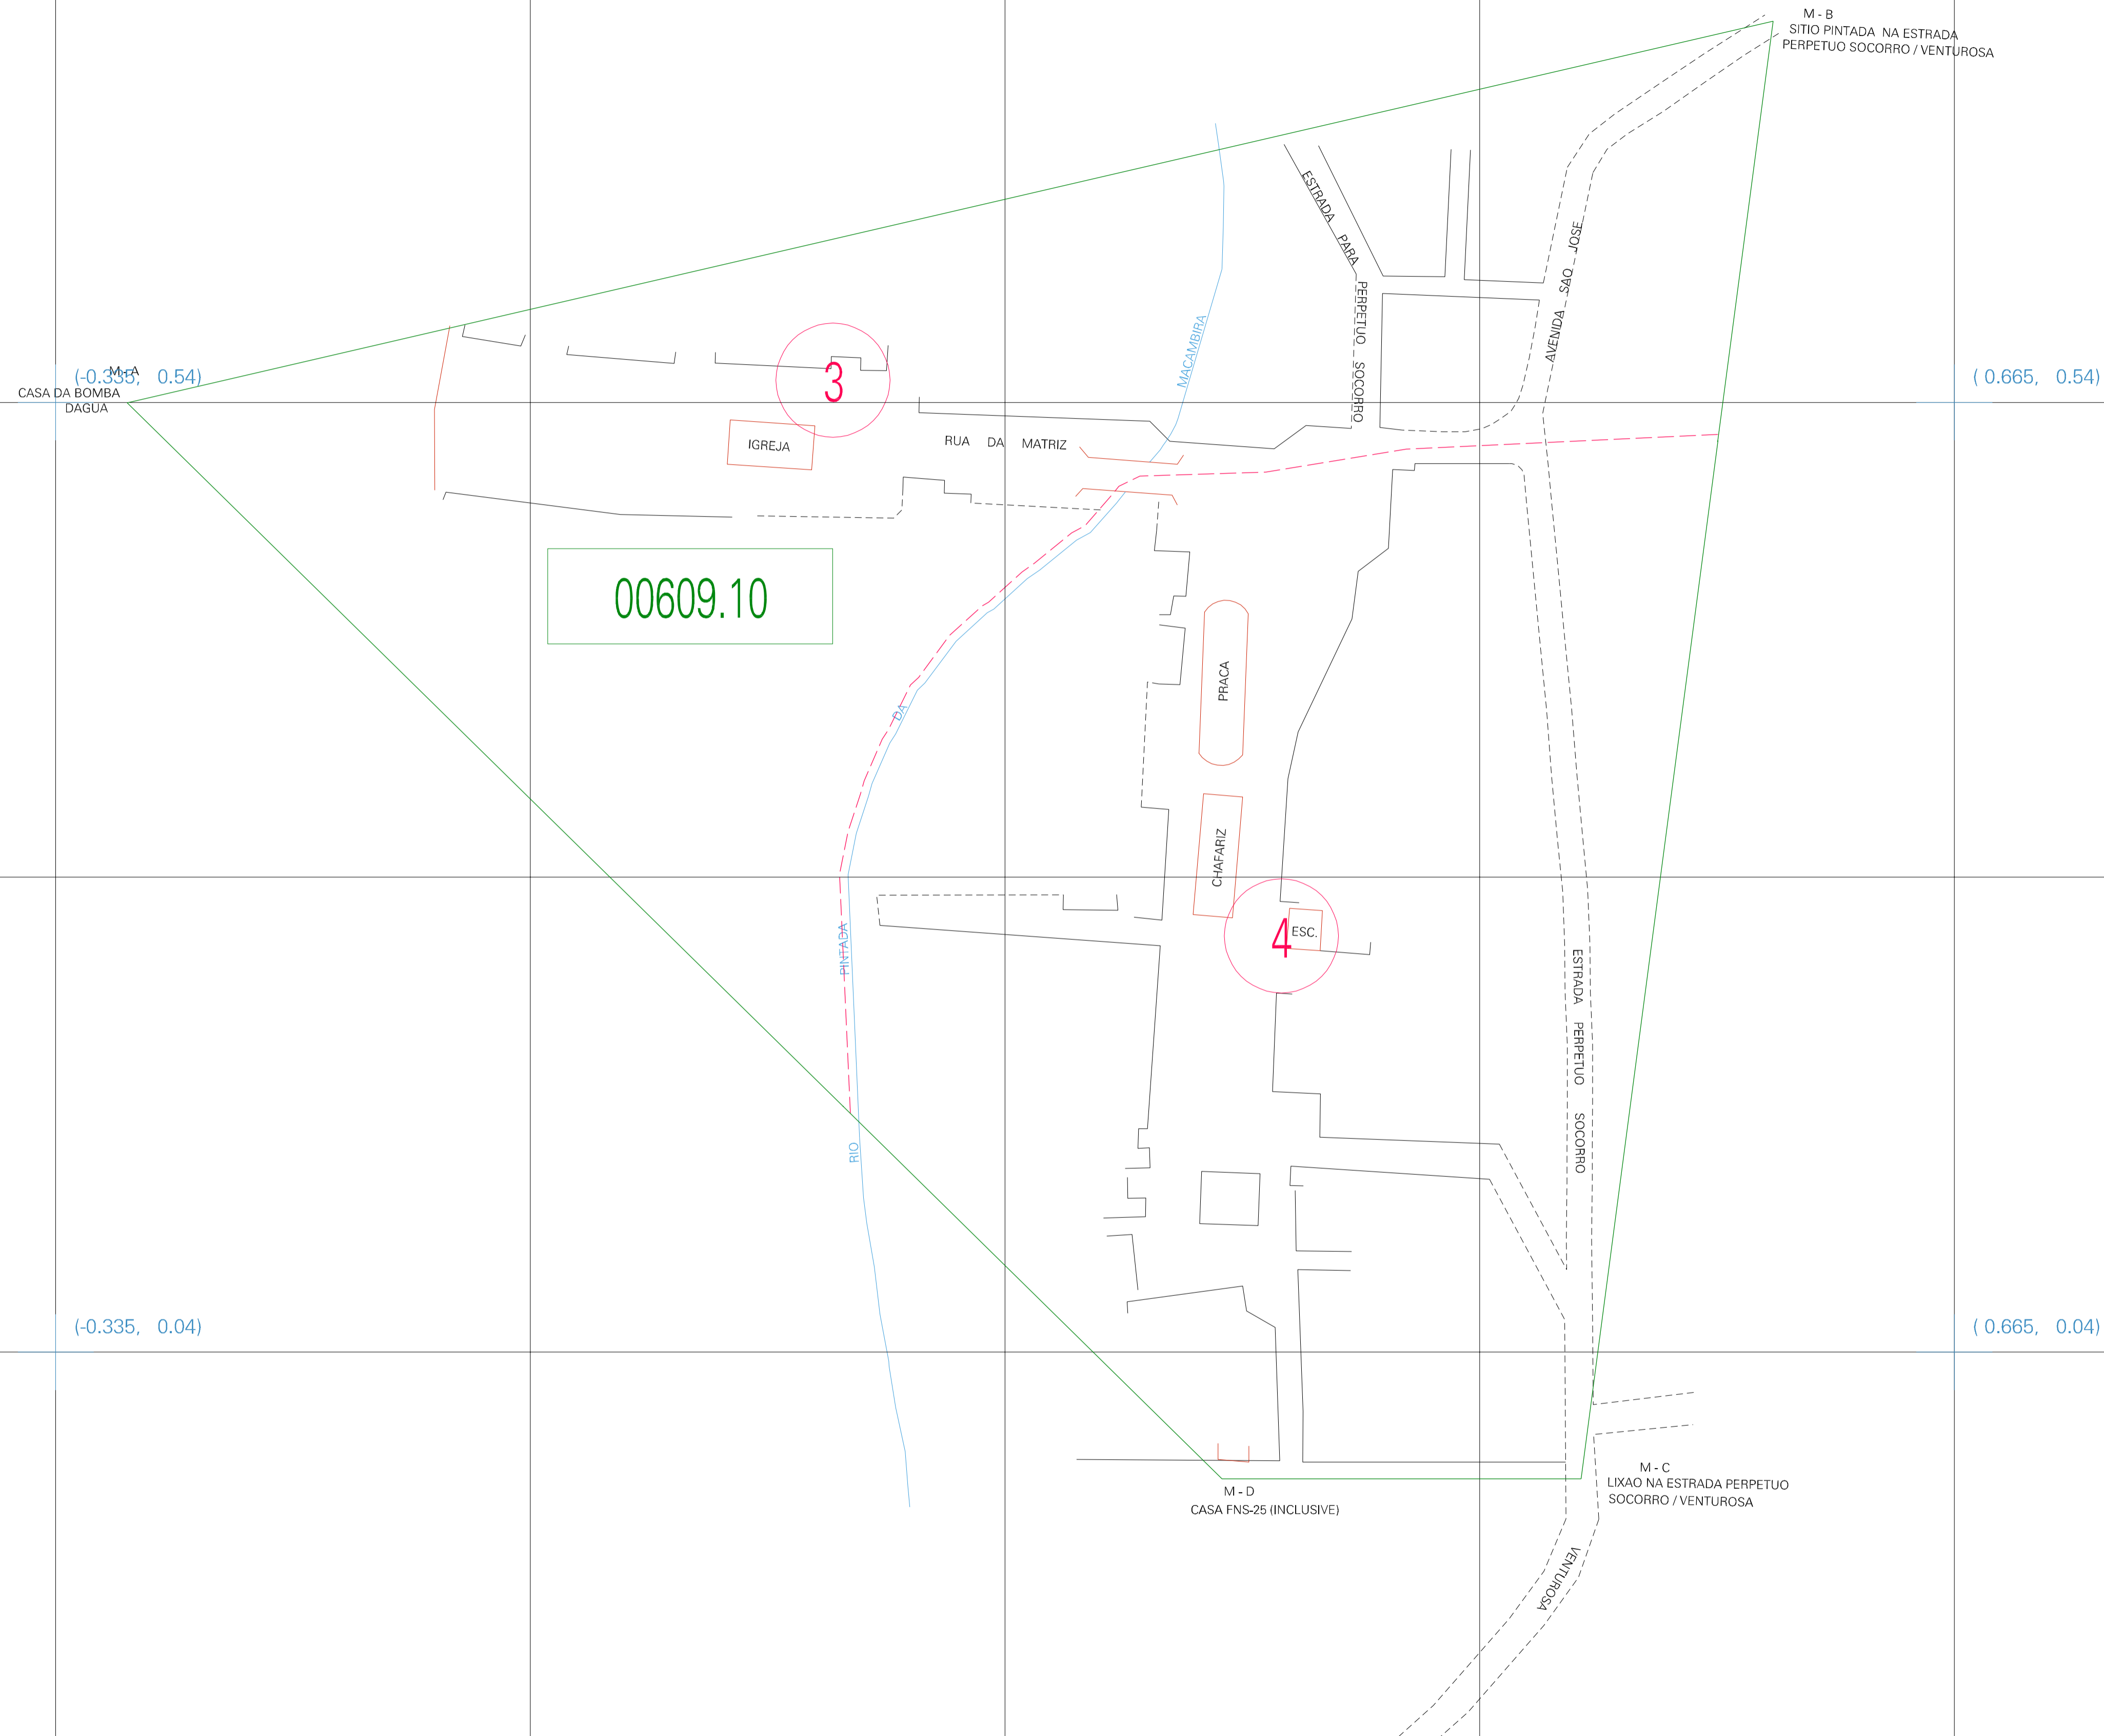 M - B
SITIO PINTADA NA ESTRADA
PERPETUO SOCORRO / VENTUROSA
ESTRADA PARA
PERPETUO SOCORRO
AVENIDA SAO JOSE
MACAMBIRA
M - A
(-0.335, 0.54)
CASA DA BOMBA
DAGUA
( 0.665, 0.54)
3
IGREJA
RUA DA MATRIZ
00609.10
PRACA
DA
CHAFARIZ
4
ESC.
PINTADA
ESTRADA PERPETUO SOCORRO
RIO
(-0.335, 0.04)
( 0.665, 0.04)
M - C
LIXAO NA ESTRADA PERPETUO
SOCORRO / VENTUROSA
M - D
CASA FNS-25 (INCLUSIVE)
VENTUROSA